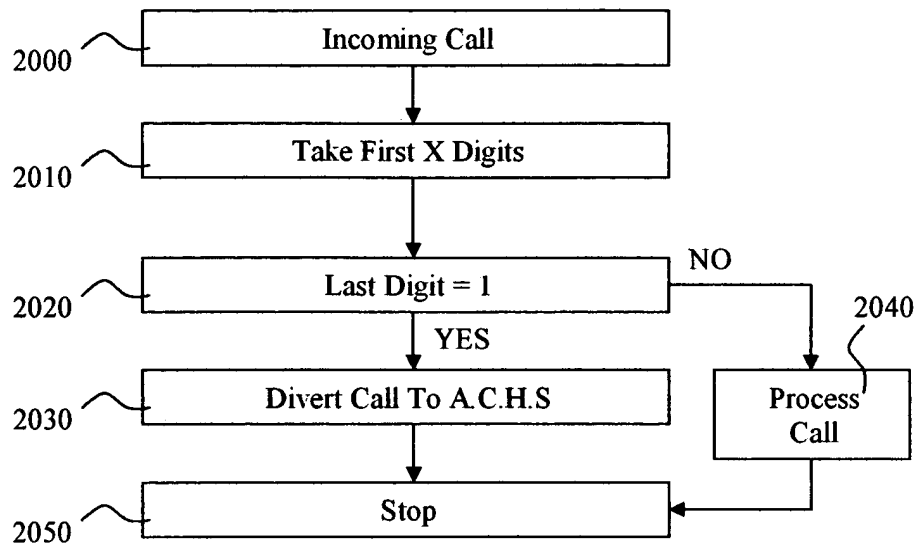 Incoming Call
2000
Take First X Digits
2010
NO
Last Digit = 1
2020
2040
YES
Divert Call To A.C.H.S
2030
Process
Call
Stop
2050